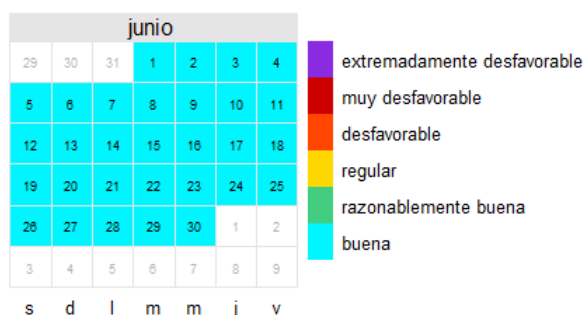 junio
29 30 31 1 2 3 4
5 6 7 8 9 10 11
12 13 14 15 16 17 18
19 20 21 22 23 24 25
26 27 28 29 30 1 2
3 4 5 6 7 8 9
s d l m m j v
extremadamente desfavorable
muy desfavorable
desfavorable
regular
razonablemente buena
buena